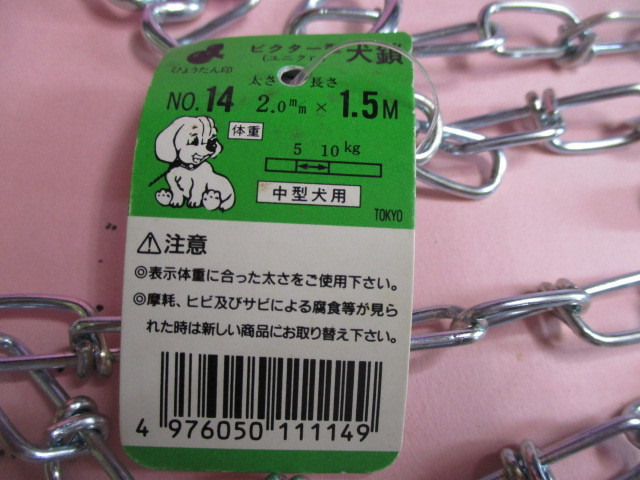 ひょうたん印
ビクター 犬鎖
(ユニクロ
太さ 長さ
NO.14 2.0mm × 1.5M
体重
5 10kg
中型犬用
TOKYO
⚠注意
◎表示体重に合った太さをご使用下さい。
◎摩耗、ヒビ及びサビによる腐食等が見ら
れた時は新しい商品にお取り替え下さい。
4 976050 111149